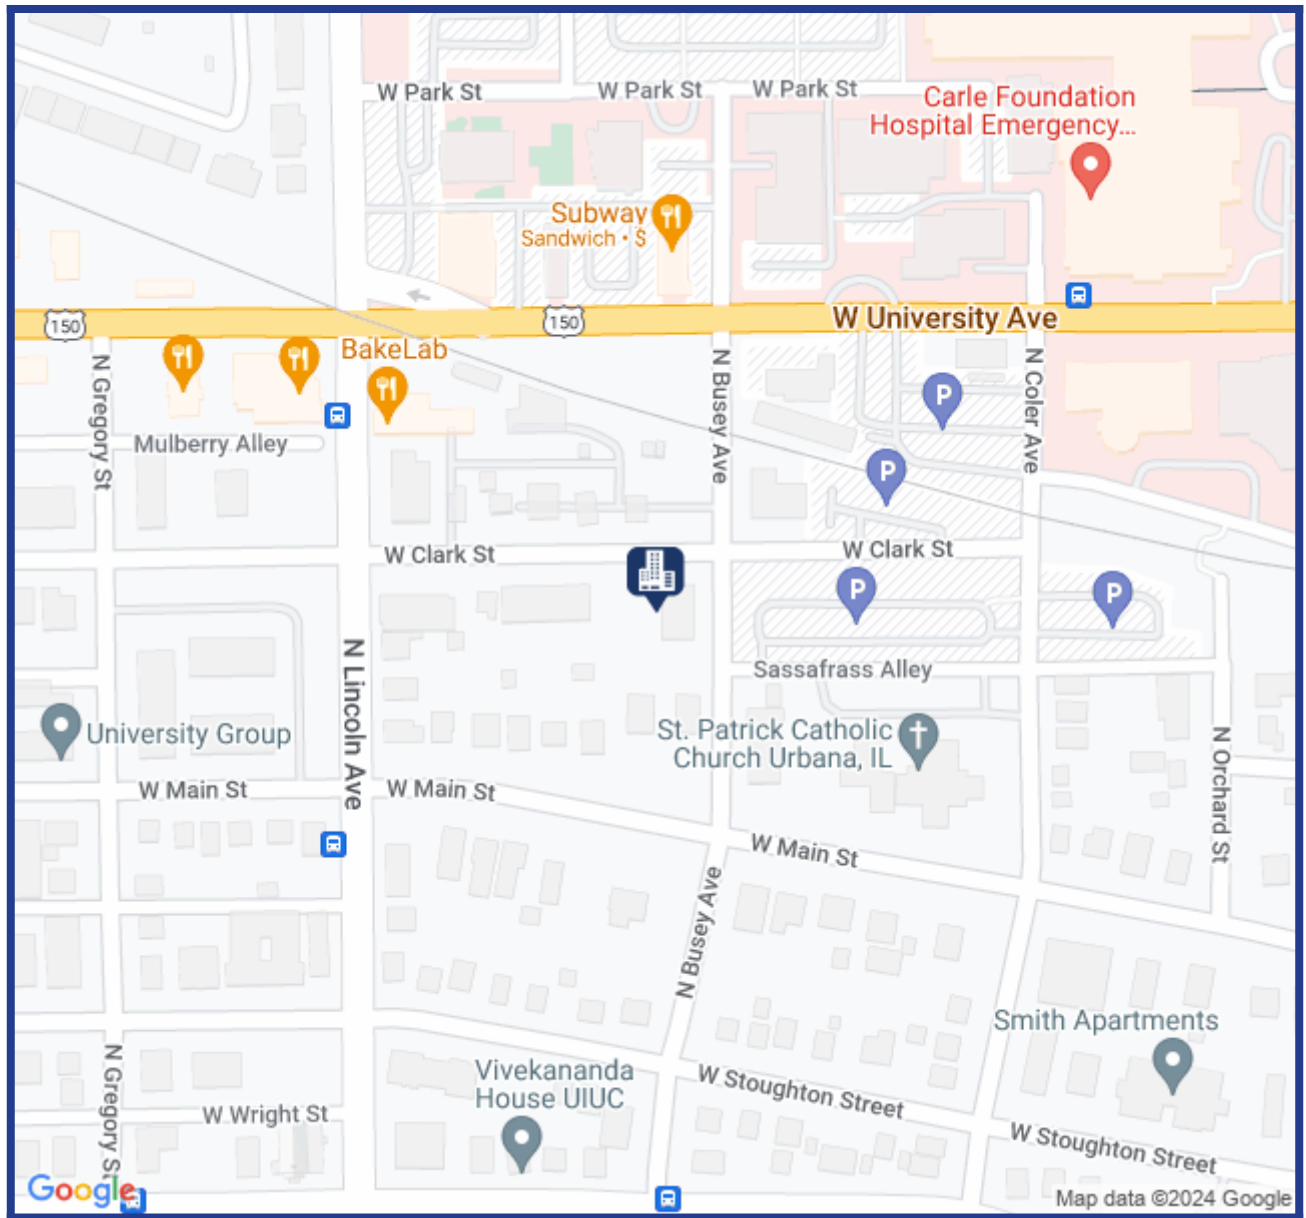 W Park St
W Park St
W Park St
Carle Foundation
Hospital Emergency...
Subway
Sandwich • $
150
150
W University Ave
BakeLab
N Gregory St
Mulberry Alley
N Busey Ave
N Coler Ave
P
P
W Clark St
W Clark St
P
P
N Lincoln Ave
Sassafrass Alley
University Group
St. Patrick Catholic
Church Urbana, IL
N Orchard St
W Main St
W Main St
W Main St
N Busey Ave
Smith Apartments
N Gregory St
Vivekananda
House UIUC
W Stoughton Street
W Wright St
W Stoughton Street
Google
Map data ©2024 Google